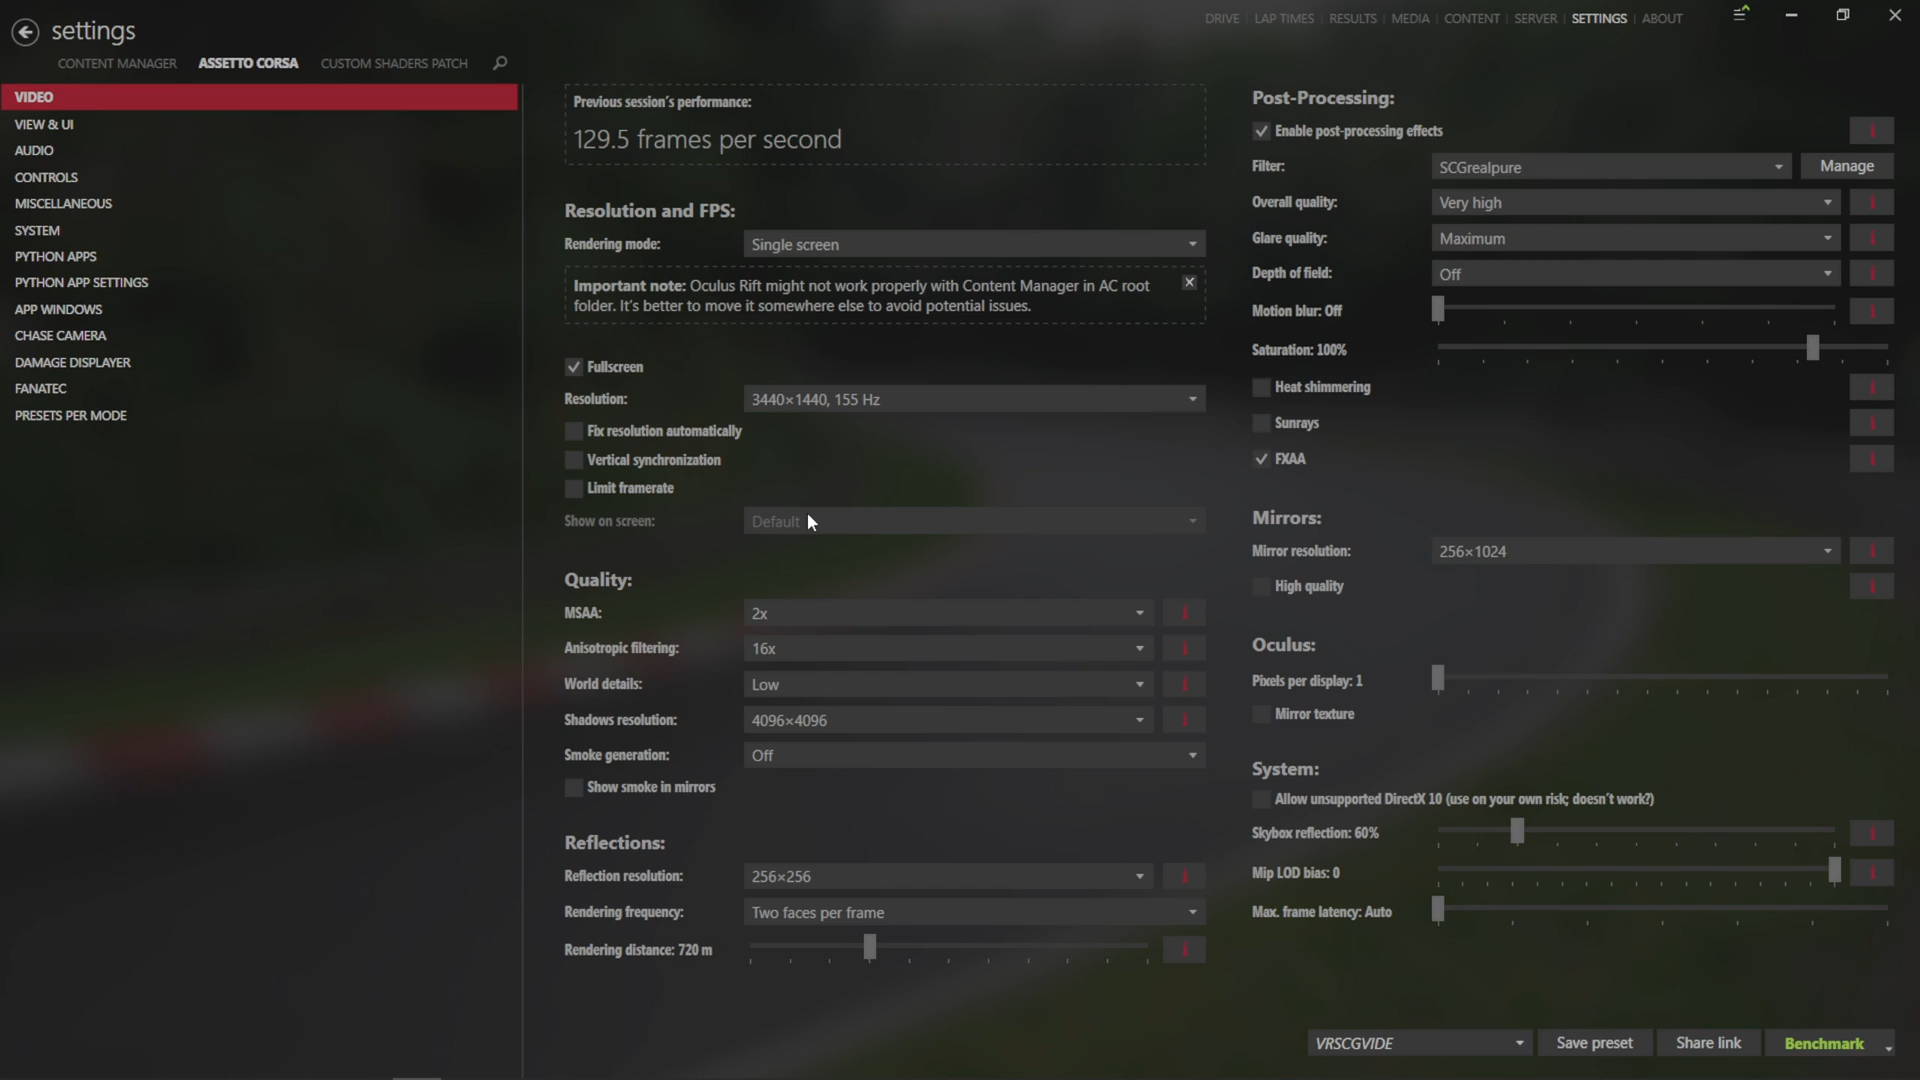 settings
DRIVE | LAP TIMES | RESULTS | MEDIA | CONTENT | SERVER | SETTINGS | ABOUT
CONTENT MANAGER ASSETTO CORSA CUSTOM SHADERS PATCH
VIDEO
VIEW & UI
AUDIO
CONTROLS
MISCELLANEOUS
SYSTEM
PYTHON APPS
PYTHON APP SETTINGS
APP WINDOWS
CHASE CAMERA
DAMAGE DISPLAYER
FANATEC
PRESETS PER MODE
Previous session's performance:
129.5 frames per second
Resolution and FPS:
Rendering mode: Single screen
Important note: Oculus Rift might not work properly with Content Manager in AC root
folder. It's better to move it somewhere else to avoid potential issues.
Fullscreen
Resolution: 3440×1440, 155 Hz
Fix resolution automatically
Vertical synchronization
Limit framerate
Show on screen: Default
Quality:
MSAA: 2x
Anisotropic filtering: 16x
World details: Low
Shadows resolution: 4096×4096
Smoke generation: Off
Show smoke in mirrors
Reflections:
Reflection resolution: 256×256
Rendering frequency: Two faces per frame
Rendering distance: 720 m
Post-Processing:
Enable post-processing effects
Filter: SCGrealpure Manage
Overall quality: Very high
Glare quality: Maximum
Depth of field: Off
Motion blur: Off
Saturation: 100%
Heat shimmering
Sunrays
FXAA
Mirrors:
Mirror resolution: 256×1024
High quality
Oculus:
Pixels per display: 1
Mirror texture
System:
Allow unsupported DirectX 10 (use on your own risk; doesn't work?)
Skybox reflection: 60%
Mip LOD bias: 0
Max. frame latency: Auto
VRSCGVIDE Save preset Share link Benchmark